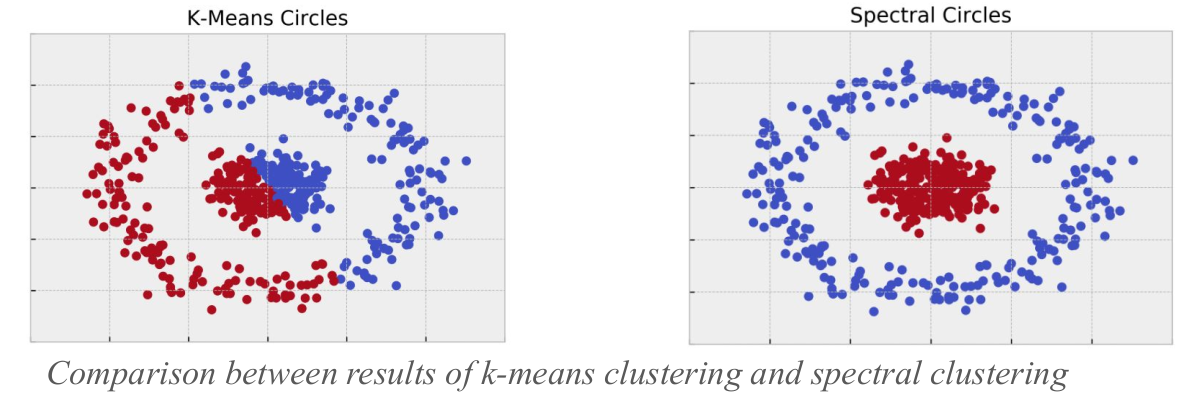 K-Means Circles
Spectral Circles
Comparison between results of k-means clustering and spectral clustering